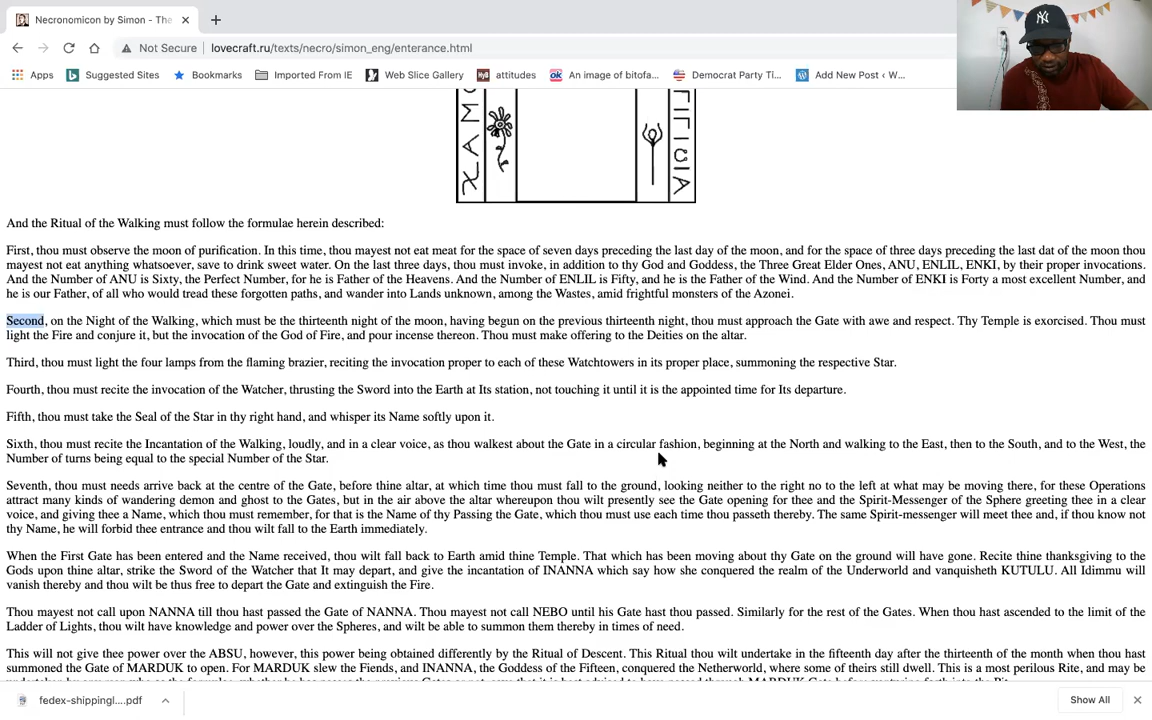 Necronomicon by Simon - The
Not Secure
lovecraft.ru/texts/necro/simon_eng/enterance.html
Apps
Suggested Sites
Bookmarks
Imported From IE
Web Slice Gallery
attitudes
An image of bitofa...
Democrat Party Ti...
Add New Post ‹ W...
And the Ritual of the Walking must follow the formulae herein described:
First, thou must observe the moon of purification. In this time, thou mayest not eat meat for the space of seven days preceding the last day of the moon, and for the space of three days preceding the last dat of the moon thou
mayest not eat anything whatsoever, save to drink sweet water. On the last three days, thou must invoke, in addition to thy God and Goddess, the Three Great Elder Ones, ANU, ENLIL, ENKI, by their proper invocations.
And the Number of ANU is Sixty, the Perfect Number, for he is Father of the Heavens. And the Number of ENLIL is Fifty, and he is the Father of the Wind. And the Number of ENKI is Forty a most excellent Number, and
he is our Father, of all who would tread these forgotten paths, and wander into Lands unknown, among the Wastes, amid frightful monsters of the Azonei.
Second, on the Night of the Walking, which must be the thirteenth night of the moon, having begun on the previous thirteenth night, thou must approach the Gate with awe and respect. Thy Temple is exorcised. Thou must
light the Fire and conjure it, but the invocation of the God of Fire, and pour incense thereon. Thou must make offering to the Deities on the altar.
Third, thou must light the four lamps from the flaming brazier, reciting the invocation proper to each of these Watchtowers in its proper place, summoning the respective Star.
Fourth, thou must recite the invocation of the Watcher, thrusting the Sword into the Earth at Its station, not touching it until it is the appointed time for Its departure.
Fifth, thou must take the Seal of the Star in thy right hand, and whisper its Name softly upon it.
Sixth, thou must recite the Incantation of the Walking, loudly, and in a clear voice, as thou walkest about the Gate in a circular fashion, beginning at the North and walking to the East, then to the South, and to the West, the
Number of turns being equal to the special Number of the Star.
Seventh, thou must needs arrive back at the centre of the Gate, before thine altar, at which time thou must fall to the ground, looking neither to the right no to the left at what may be moving there, for these Operations
attract many kinds of wandering demon and ghost to the Gates, but in the air above the altar whereupon thou wilt presently see the Gate opening for thee and the Spirit-Messenger of the Sphere greeting thee in a clear
voice, and giving thee a Name, which thou must remember, for that is the Name of thy Passing the Gate, which thou must use each time thou passeth thereby. The same Spirit-messenger will meet thee and, if thou know not
thy Name, he will forbid thee entrance and thou wilt fall to the Earth immediately.
When the First Gate has been entered and the Name received, thou wilt fall back to Earth amid thine Temple. That which has been moving about thy Gate on the ground will have gone. Recite thine thanksgiving to the
Gods upon thine altar, strike the Sword of the Watcher that It may depart, and give the incantation of INANNA which say how she conquered the realm of the Underworld and vanquisheth KUTULU. All Idimmu will
vanish thereby and thou wilt be thus free to depart the Gate and extinguish the Fire.
Thou mayest not call upon NANNA till thou hast passed the Gate of NANNA. Thou mayest not call NEBO until his Gate hast thou passed. Similarly for the rest of the Gates. When thou hast ascended to the limit of the
Ladder of Lights, thou wilt have knowledge and power over the Spheres, and wilt be able to summon them thereby in times of need.
This will not give thee power over the ABSU, however, this power being obtained differently by the Ritual of Descent. This Ritual thou wilt undertake in the fifteenth day after the thirteenth of the month when thou hast
summoned the Gate of MARDUK to open. For MARDUK slew the Fiends, and INANNA, the Goddess of the Fifteen, conquered the Netherworld, where some of theirs still dwell. This is a most perilous Rite, and may be
fedex-shippingl....pdf
Show All